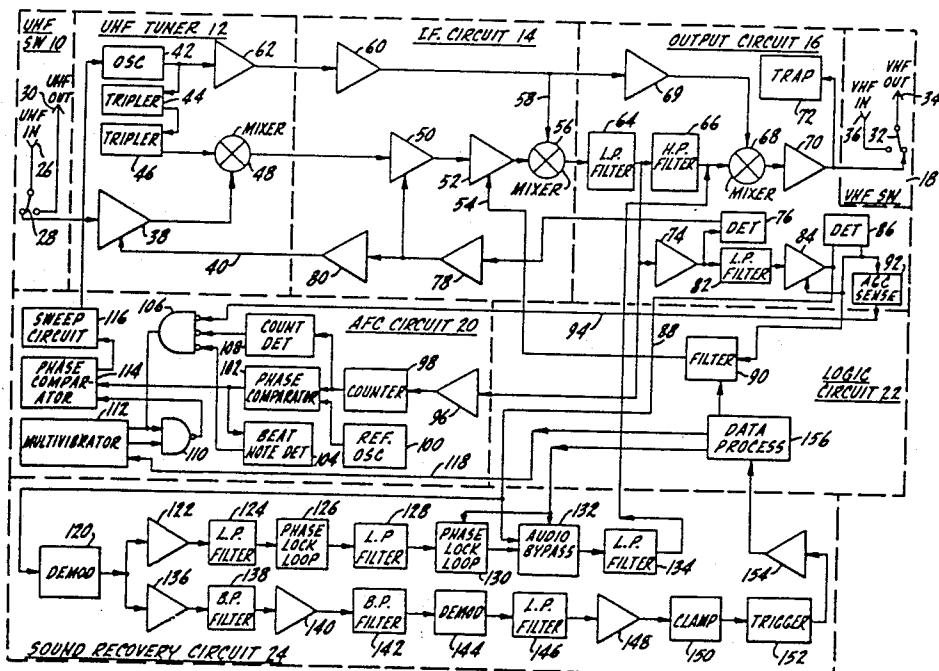 UHF SW 10
UHF TUNER 12
I.F. CIRCUIT 14
OUTPUT CIRCUIT 16
UHF OUT
30
UHF IN
26
28
OSC
42
TRIPLER
44
TRIPLER
46
62
MIXER
48
38
40
60
58
50
52
54
56
MIXER
80
78
69
TRAP
72
64
L.P. FILTER
66
H.P. FILTER
68
MIXER
70
VHF IN
36
32
VHF OUT
34
18
VHF SW
74
DET
76
L.P. FILTER
82
84
DET
86
92
AGC SENSE
SWEEP CIRCUIT
116
106
AFC CIRCUIT 20
94
88
COUNT DET
108
PHASE COMPARATOR
102
COUNTER
98
96
PHASE COMPAR-ATOR
114
112
MULTIVIBRATOR
110
BEAT NOTE DET
104
REF. OSC
100
118
FILTER
90
LOGIC CIRCUIT 22
DATA PROCESS
156
120
DEMOD
122
124
L.P. FILTER
126
PHASE LOCK LOOP
128
L.P FILTER
PHASE LOCK LOOP
130
132
AUDIO BYPASS
L.P. FILTER
134
154
136
138
B.P. FILTER
140
B.P. FILTER
142
DEMOD
144
L.P. FILTER
146
148
CLAMP
150
TRIGGER
152
SOUND RECOVERY CIRCUIT 24